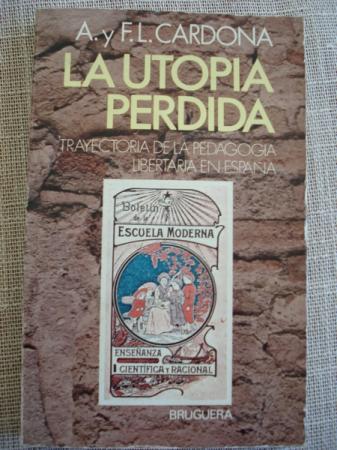 A. y F. L. CARDONA
LA UTOPIA
PERDIDA
TRAYECTORIA DE LA PEDAGOGIA
LIBERTARIA EN ESPAÑA
Boletín
de la
ESCUELA MODERNA
ENSEÑANZA
CIENTÍFICA Y RACIONAL
BRUGUERA